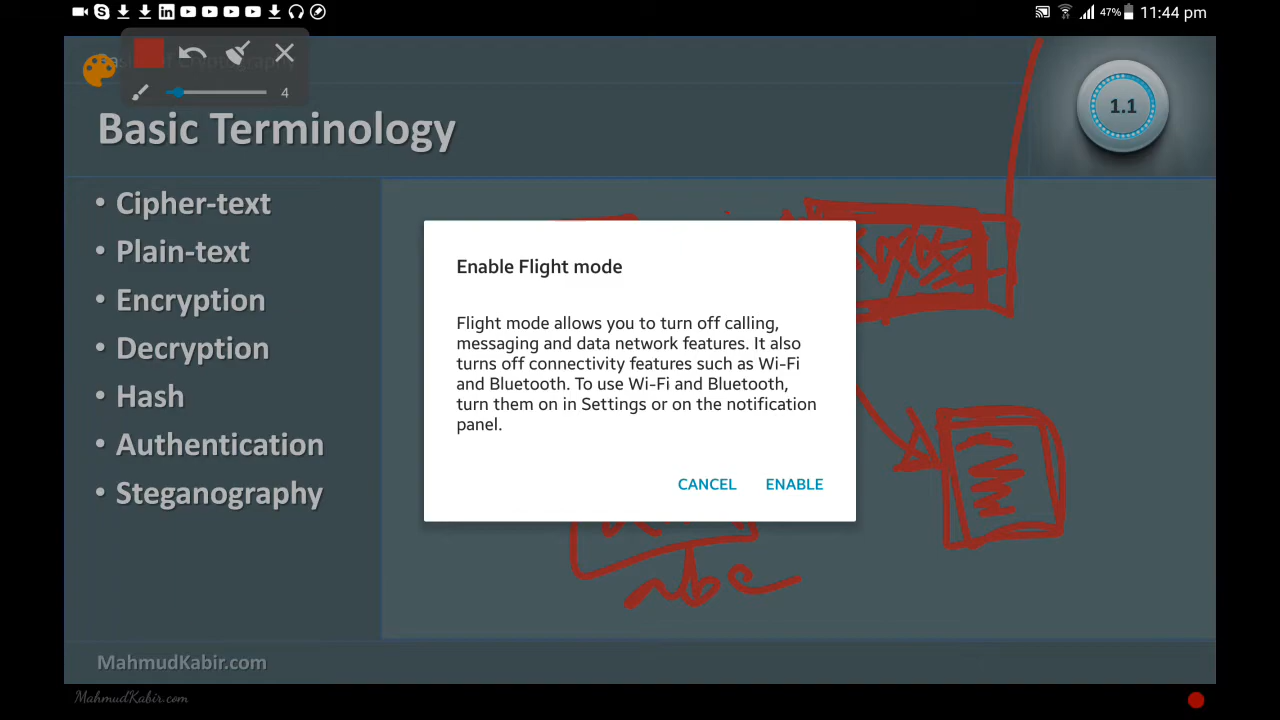 47% 11:44 pm
4
1.1
Basic Terminology
• Cipher-text
• Plain-text
• Encryption
• Decryption
• Hash
• Authentication
• Steganography
Enable Flight mode
Flight mode allows you to turn off calling,
messaging and data network features. It also
turns off connectivity features such as Wi-Fi
and Bluetooth. To use Wi-Fi and Bluetooth,
turn them on in Settings or on the notification
panel.
CANCEL ENABLE
abc
MahmudKabir.com
MahmudKabir.com